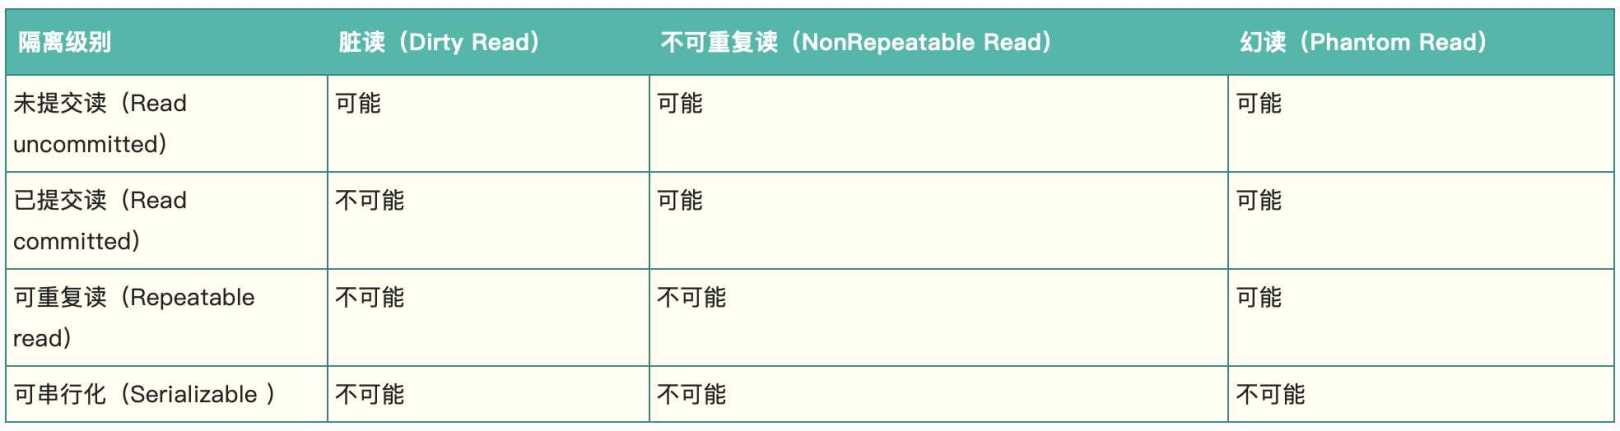 隔离级别 脏读（Dirty Read） 不可重复读（NonRepeatable Read） 幻读（Phantom Read）
未提交读（Read 可能 可能 可能
uncommitted）
已提交读（Read 不可能 可能 可能
committed）
可重复读（Repeatable 不可能 不可能 可能
read）
可串行化（Serializable ） 不可能 不可能 不可能